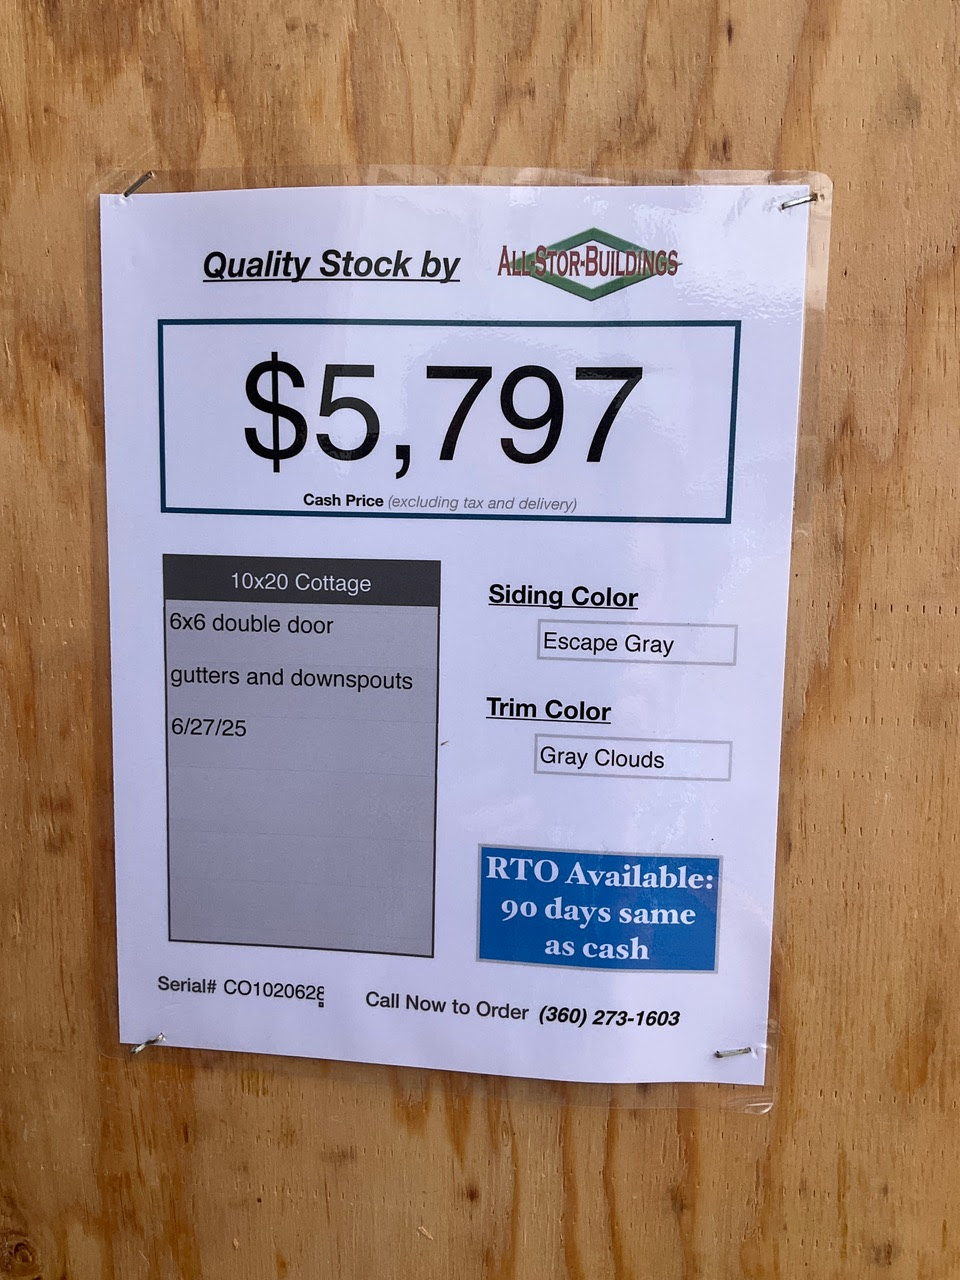 Quality Stock by
ALL-STOR-BUILDINGS
$5,797
Cash Price (excluding tax and delivery)
10x20 Cottage
6x6 double door
gutters and downspouts
6/27/25
Siding Color
Escape Gray
Trim Color
Gray Clouds
RTO Available:
90 days same
as cash
Serial#
Call Now to Order (360) 273-1603